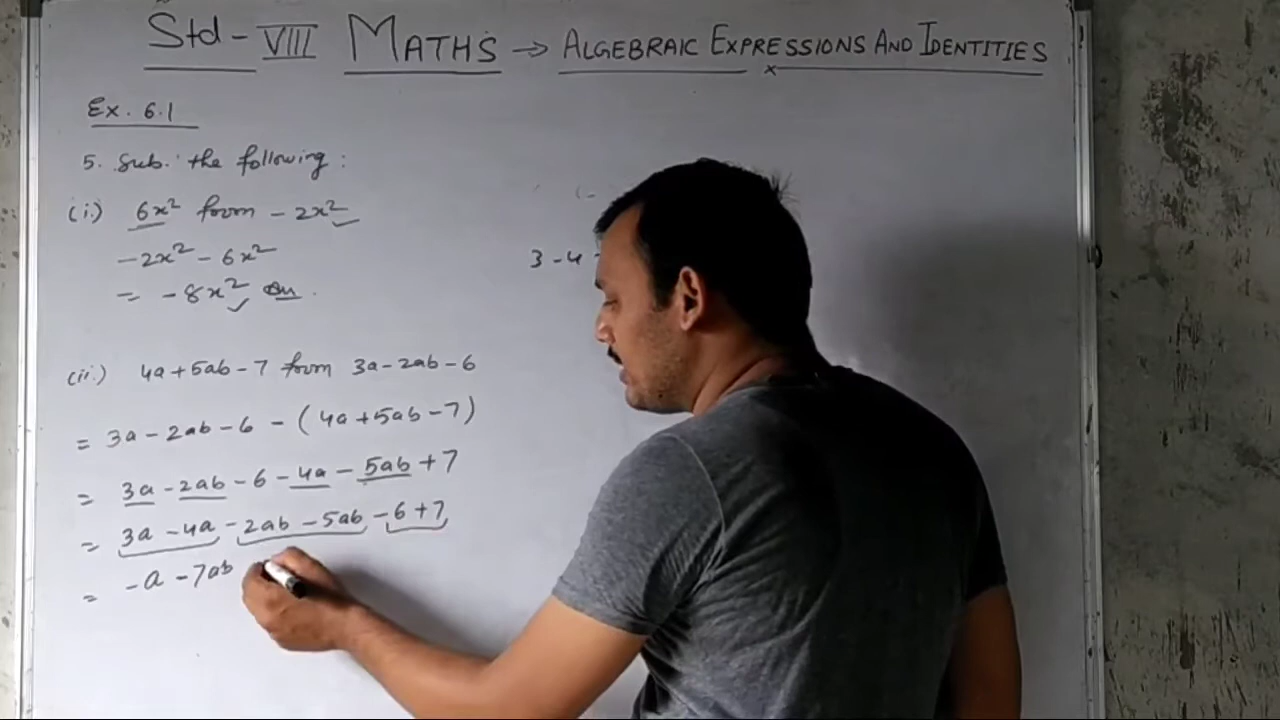 Std - VIII MATHS → ALGEBRAIC EXPRESSIONS AND IDENTITIES
Ex. 6.1
5. Sub. the following :
(i.) 6x² form - 2x²
-2x² - 6x²
= -8x² Ans.
(ii.) 4a+5ab-7 form 3a-2ab-6
= 3a-2ab-6 - (4a+5ab-7)
= 3a-2ab-6-4a-5ab+7
= 3a-4a-2ab-5ab-6+7
= -a-7ab
3-4